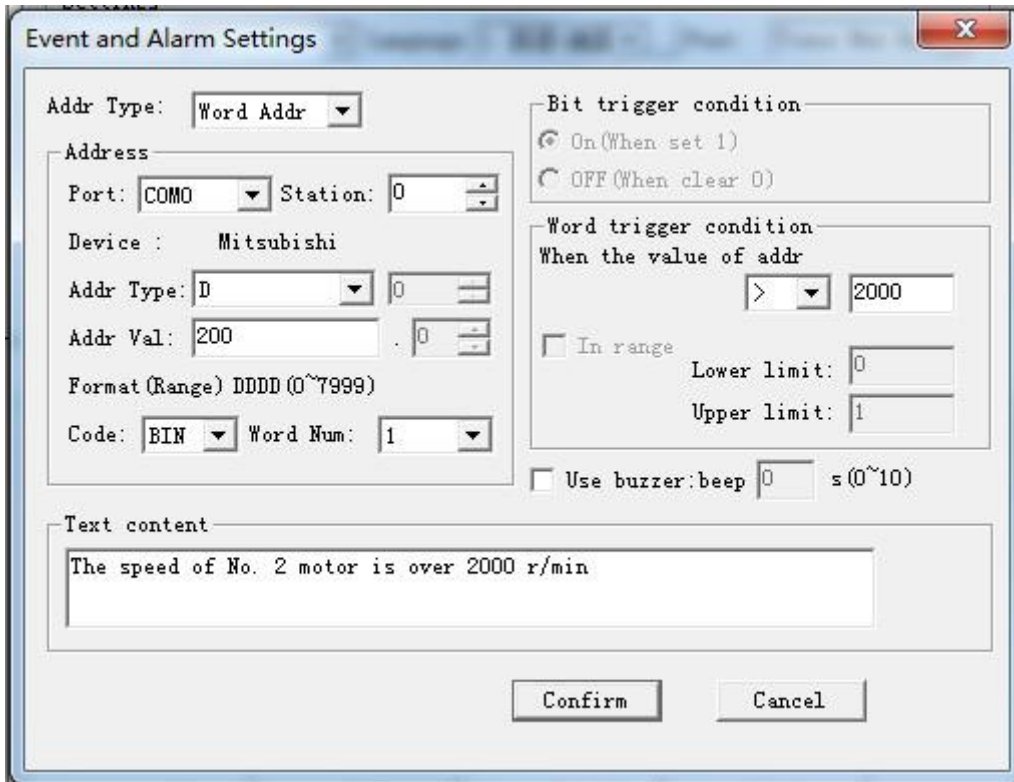 Event and Alarm Settings
Addr Type: Word Addr
Address
Port: COM0 Station: 0
Device : Mitsubishi
Addr Type: D 0
Addr Val: 200 . 0
Format(Range) DDDD(0~7999)
Code: BIN Word Num: 1
Bit trigger condition
On(When set 1)
OFF(When clear 0)
Word trigger condition
When the value of addr
> 2000
In range
Lower limit: 0
Upper limit: 1
Use buzzer:beep 0 s(0~10)
Text content
The speed of No. 2 motor is over 2000 r/min
Confirm Cancel